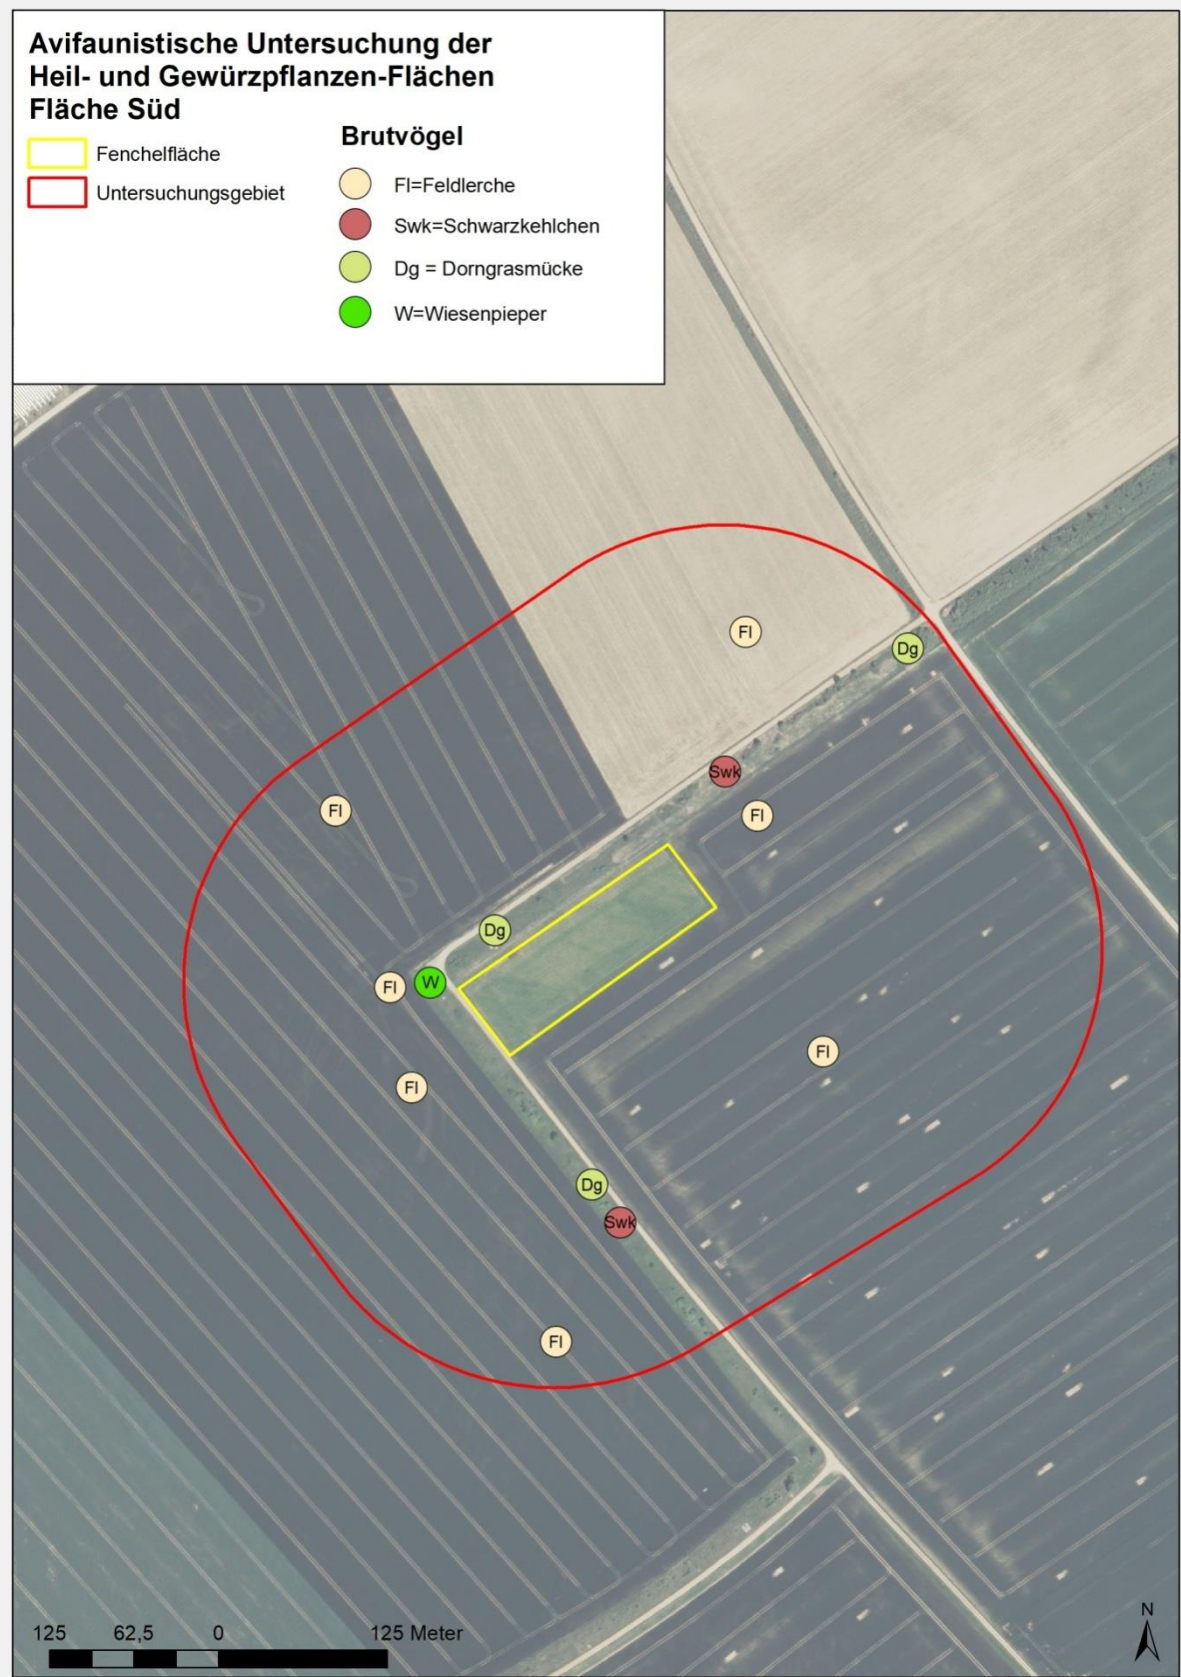 Avifaunistische Untersuchung der
Heil- und Gewürzpflanzen-Flächen
Fläche Süd
Fenchelfläche
Untersuchungsgebiet
Brutvögel
Fl=Feldlerche
Swk=Schwarzkehlchen
Dg = Dorngrasmücke
W=Wiesenpieper
Fl
Dg
Swk
Fl
Fl
Dg
W
Fl
Fl
Fl
Dg
Swk
Fl
N
125 62,5 0 125 Meter